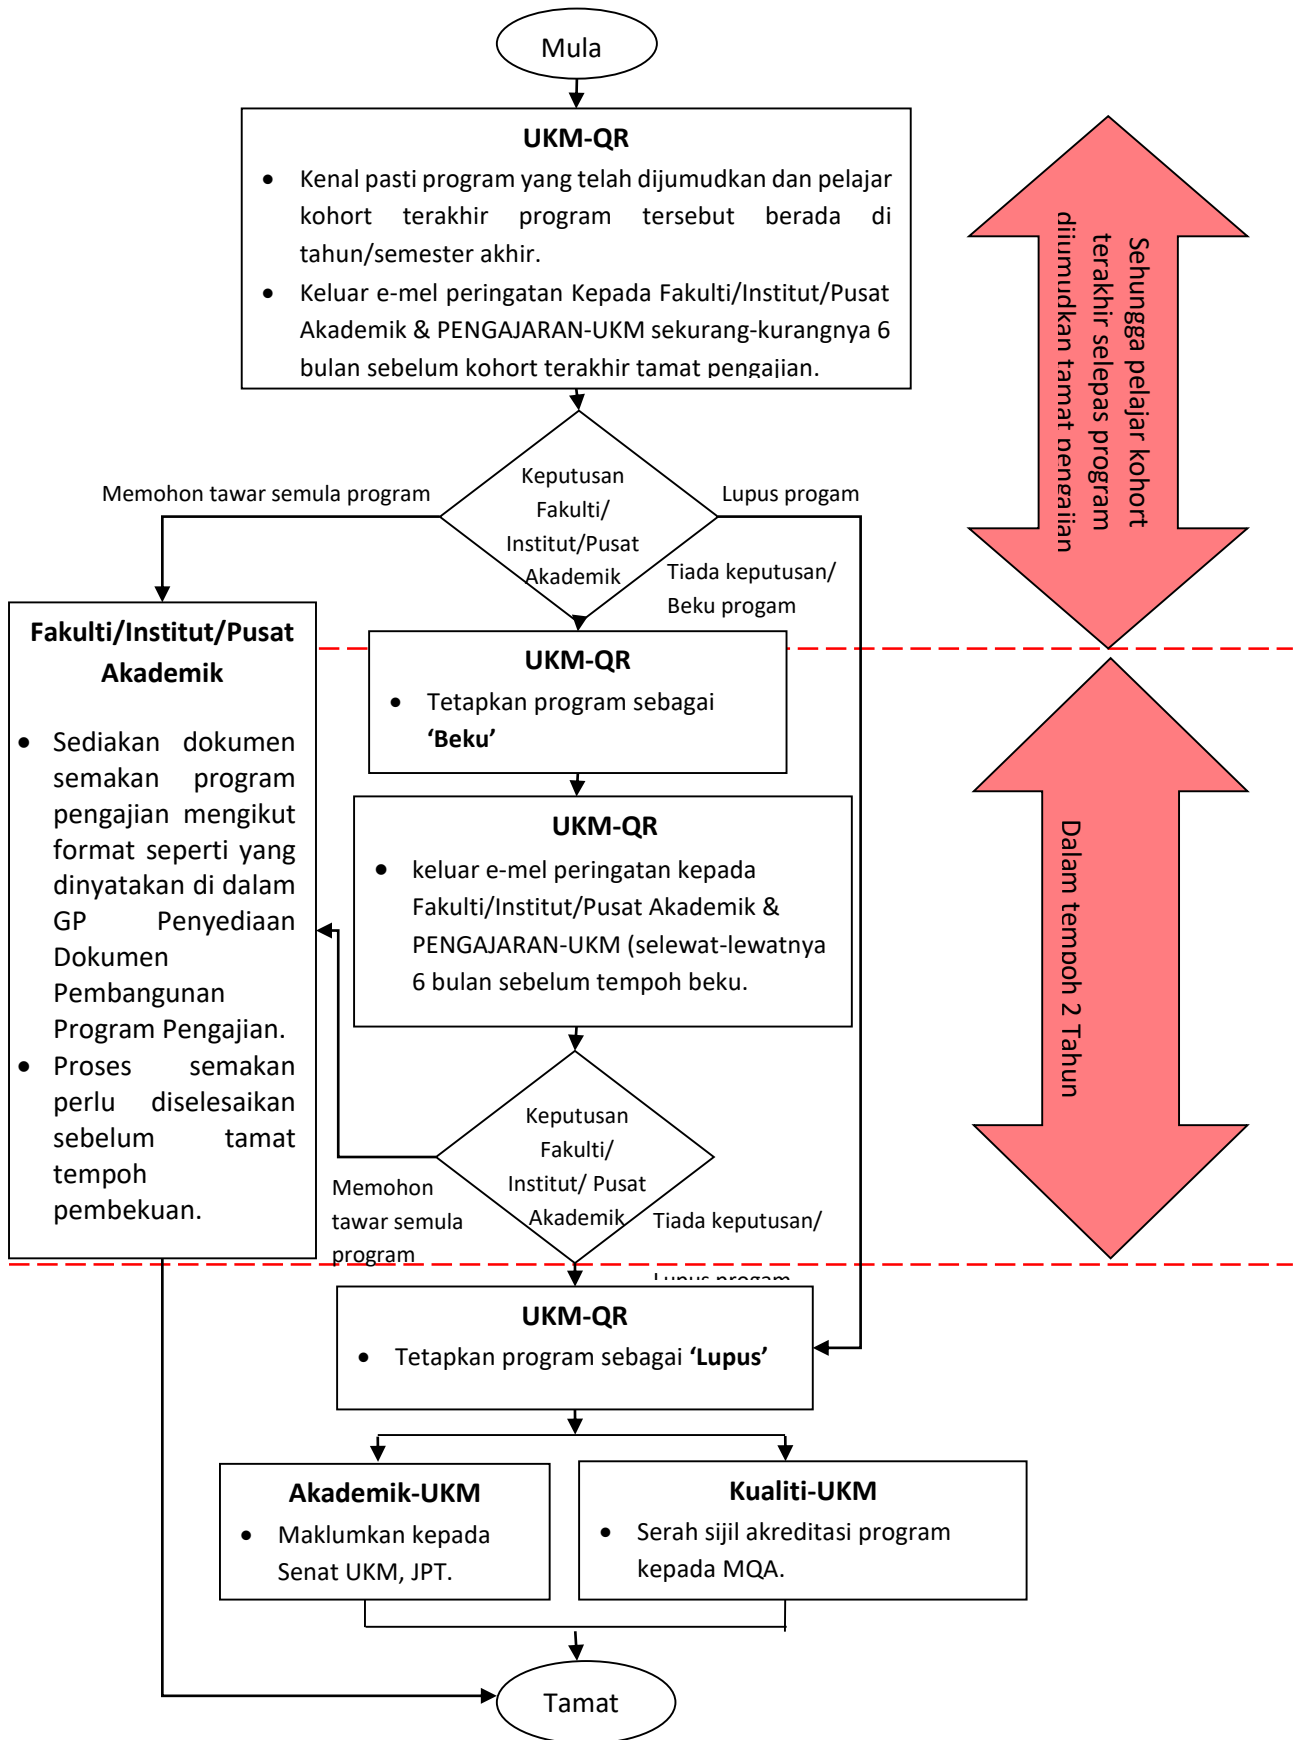 Mula
UKM-QR
• Kenal pasti program yang telah dijumudkan dan pelajar
kohort terakhir program tersebut berada di
tahun/semester akhir.
• Keluar e-mel peringatan Kepada Fakulti/Institut/Pusat
Akademik & PENGAJARAN-UKM sekurang-kurangnya 6
bulan sebelum kohort terakhir tamat pengajian.
Sehungga pelajar kohort
terakhir selepas program
dijumudkan tamat pengajian
Keputusan
Fakulti/
Institut/Pusat
Akademik
Memohon tawar semula program
Lupus progam
Tiada keputusan/
Beku progam
Fakulti/Institut/Pusat
Akademik
• Sediakan dokumen
semakan program
pengajian mengikut
format seperti yang
dinyatakan di dalam
GP Penyediaan
Dokumen
Pembangunan
Program Pengajian.
• Proses semakan
perlu diselesaikan
sebelum tamat
tempoh
pembekuan.
UKM-QR
• Tetapkan program sebagai
‘Beku’
UKM-QR
• keluar e-mel peringatan kepada
Fakulti/Institut/Pusat Akademik &
PENGAJARAN-UKM (selewat-lewatnya
6 bulan sebelum tempoh beku.
Dalam tempoh 2 Tahun
Keputusan
Fakulti/
Institut/ Pusat
Akademik
Memohon
tawar semula
program
Tiada keputusan/
Lupus progam
UKM-QR
• Tetapkan program sebagai ‘Lupus’
Akademik-UKM
• Maklumkan kepada
Senat UKM, JPT.
Kualiti-UKM
• Serah sijil akreditasi program
kepada MQA.
Tamat